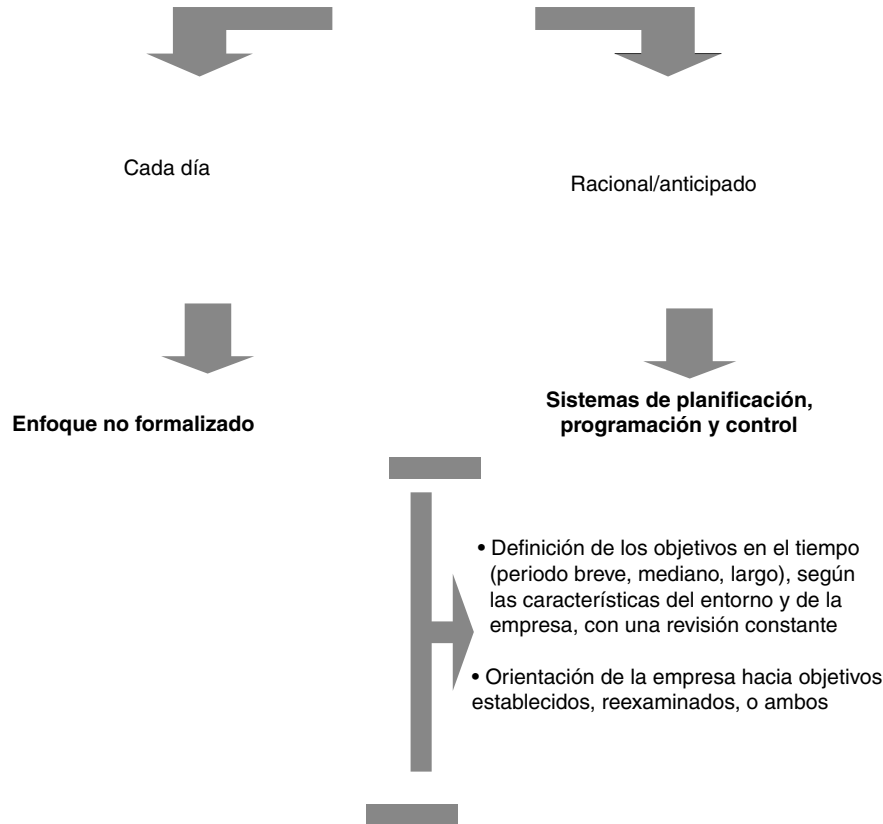 Cada día
Racional/anticipado
Enfoque no formalizado
Sistemas de planificación,
programación y control
• Definición de los objetivos en el tiempo
(periodo breve, mediano, largo), según
las características del entorno y de la
empresa, con una revisión constante
• Orientación de la empresa hacia objetivos
establecidos, reexaminados, o ambos